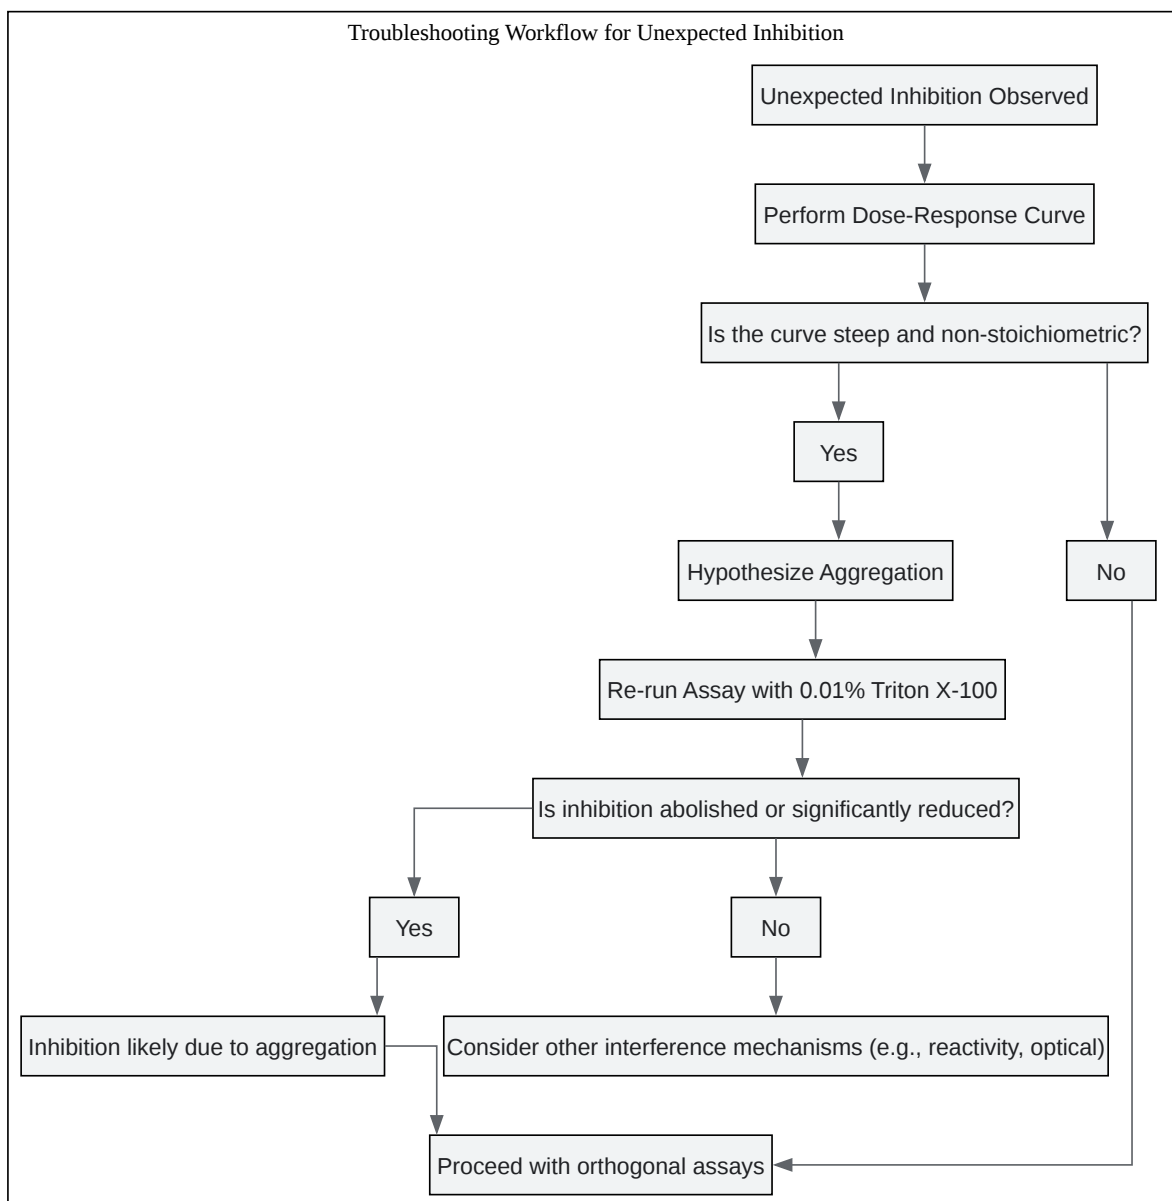 Troubleshooting Workflow for Unexpected Inhibition
Unexpected Inhibition Observed
Perform Dose-Response Curve
Is the curve steep and non-stoichiometric?
Yes
Hypothesize Aggregation
No
Re-run Assay with 0.01% Triton X-100
Is inhibition abolished or significantly reduced?
Yes
No
Inhibition likely due to aggregation
Consider other interference mechanisms (e.g., reactivity, optical)
Proceed with orthogonal assays